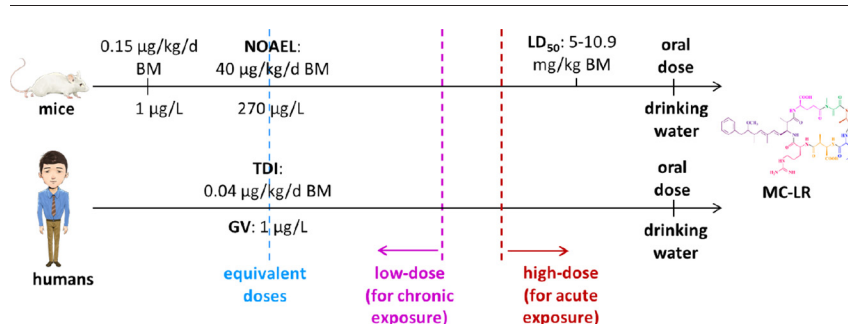 0.15 µg/kg/d
BM
NOAEL:
40 µg/kg/d BM
LD50: 5-10.9
mg/kg BM
oral
dose
mice
1 µg/L
270 µg/L
drinking
water
TDI:
0.04 µg/kg/d BM
oral
dose
MC-LR
GV: 1 µg/L
drinking
water
humans
equivalent
doses
low-dose
(for chronic
exposure)
high-dose
(for acute
exposure)